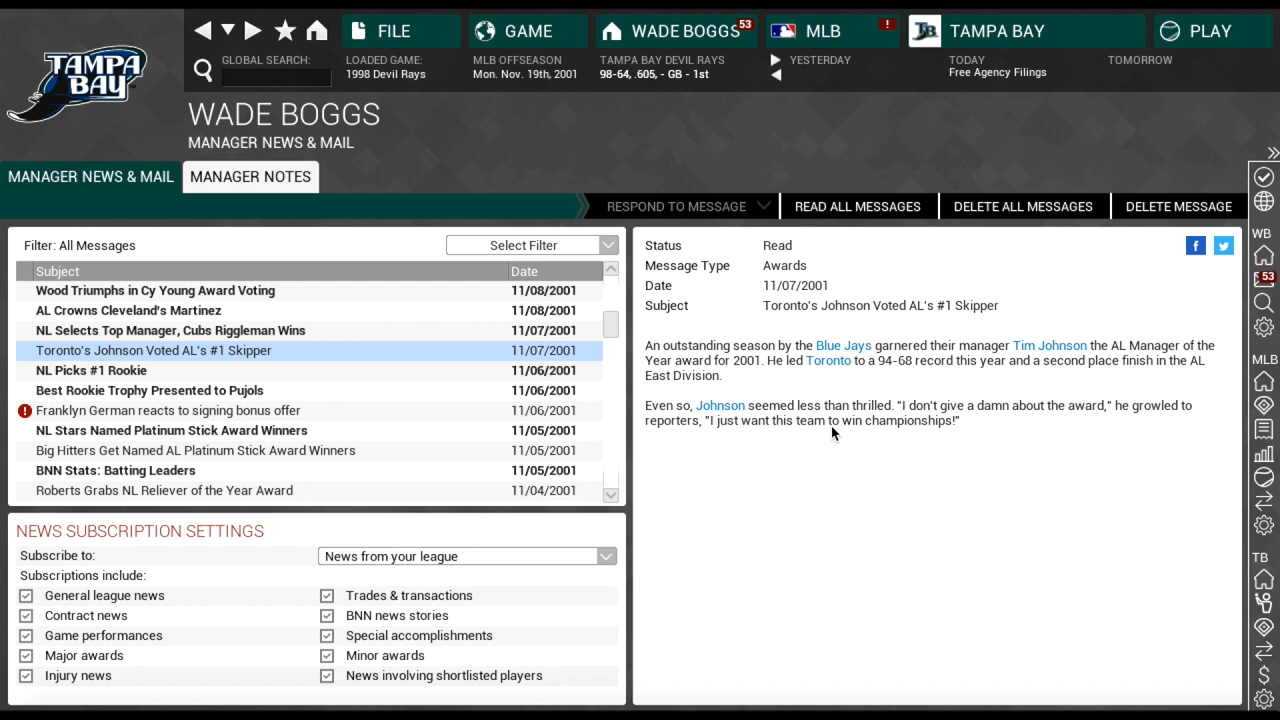 TAMPA BAY
FILE
GAME
WADE BOGGS 53
MLB !
TAMPA BAY
PLAY
GLOBAL SEARCH:
LOADED GAME:
1998 Devil Rays
MLB OFFSEASON
Mon. Nov. 19th, 2001
TAMPA BAY DEVIL RAYS
98-64, .605, - GB - 1st
YESTERDAY
TODAY
Free Agency Filings
TOMORROW
WADE BOGGS
MANAGER NEWS & MAIL
MANAGER NEWS & MAIL
MANAGER NOTES
RESPOND TO MESSAGE
READ ALL MESSAGES
DELETE ALL MESSAGES
DELETE MESSAGE
Filter: All Messages
Select Filter
Subject Date
Wood Triumphs in Cy Young Award Voting 11/08/2001
AL Crowns Cleveland's Martinez 11/08/2001
NL Selects Top Manager, Cubs Riggleman Wins 11/07/2001
Toronto's Johnson Voted AL's #1 Skipper 11/07/2001
NL Picks #1 Rookie 11/06/2001
Best Rookie Trophy Presented to Pujols 11/06/2001
! Franklyn German reacts to signing bonus offer 11/06/2001
NL Stars Named Platinum Stick Award Winners 11/05/2001
Big Hitters Get Named AL Platinum Stick Award Winners 11/05/2001
BNN Stats: Batting Leaders 11/05/2001
Roberts Grabs NL Reliever of the Year Award 11/04/2001
NEWS SUBSCRIPTION SETTINGS
Subscribe to: News from your league
Subscriptions include:
General league news Trades & transactions
Contract news BNN news stories
Game performances Special accomplishments
Major awards Minor awards
Injury news News involving shortlisted players
Status Read
Message Type Awards
Date 11/07/2001
Subject Toronto's Johnson Voted AL's #1 Skipper
An outstanding season by the Blue Jays garnered their manager Tim Johnson the AL Manager of the
Year award for 2001. He led Toronto to a 94-68 record this year and a second place finish in the AL
East Division.
Even so, Johnson seemed less than thrilled. "I don't give a damn about the award," he growled to
reporters, "I just want this team to win championships!"
WB
53
MLB
TB